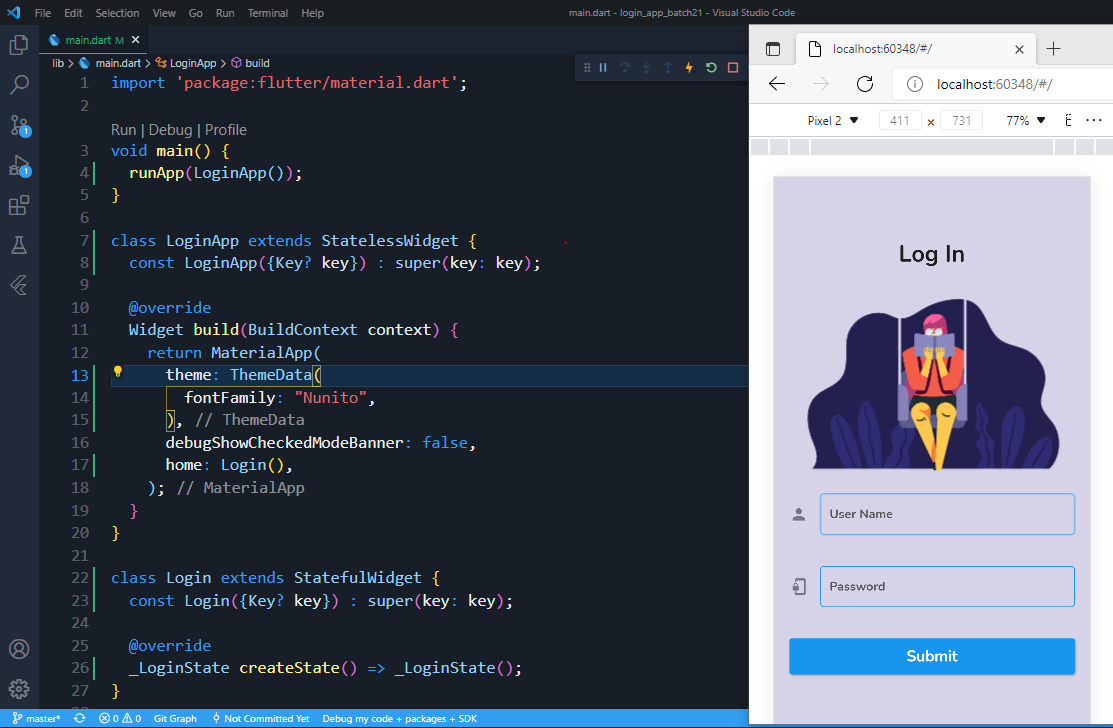 File Edit Selection View Go Run Terminal Help
main.dart - login_app_batch21 - Visual Studio Code
main.dart M
lib > main.dart > LoginApp > build
1 import 'package:flutter/material.dart';
2
Run | Debug | Profile
3 void main() {
4 runApp(LoginApp());
5 }
6
7 class LoginApp extends StatelessWidget {
8 const LoginApp({Key? key}) : super(key: key);
9
10 @override
11 Widget build(BuildContext context) {
12 return MaterialApp(
13 theme: ThemeData(
14 fontFamily: "Nunito",
15 ), // ThemeData
16 debugShowCheckedModeBanner: false,
17 home: Login(),
18 ); // MaterialApp
19 }
20 }
21
22 class Login extends StatefulWidget {
23 const Login({Key? key}) : super(key: key);
24
25 @override
26 _LoginState createState() => _LoginState();
27 }
1
1
master*
0 0
Git Graph
Not Committed Yet
Debug my code + packages + SDK
localhost:60348/#/
localhost:60348/#/
Pixel 2 411 x 731 77%
Log In
User Name
Password
Submit